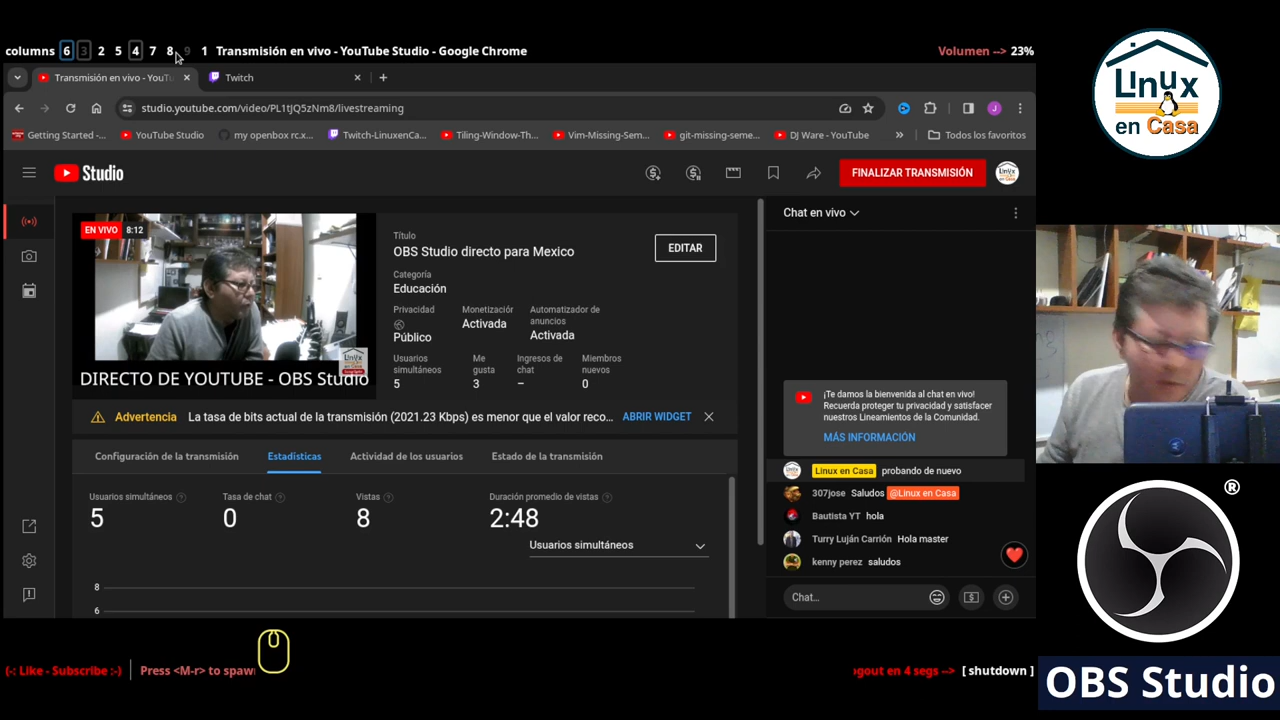 columns 6 3 2 5 4 7 8 9 1 Transmisión en vivo - YouTube Studio - Google Chrome
Volumen --> 23%
Transmisión en vivo - YouTu
Twitch
studio.youtube.com/video/PL1tJQ5zNm8/livestreaming
J
Getting Started -...
YouTube Studio
my openbox rc.x...
Twitch-LinuxenCa...
Tiling-Window-Th...
Vim-Missing-Sem...
git-missing-seme...
DJ Ware - YouTube
Todos los favoritos
Studio
FINALIZAR TRANSMISIÓN
EN VIVO 8:12
DIRECTO DE YOUTUBE - OBS Studio
Título
OBS Studio directo para Mexico
EDITAR
Categoría
Educación
Privacidad
Público
Monetización
Activada
Automatizador de
anuncios
Activada
Usuarios
simultáneos
5
Me
gusta
3
Ingresos de
chat
–
Miembros
nuevos
0
Advertencia La tasa de bits actual de la transmisión (2021.23 Kbps) es menor que el valor reco... ABRIR WIDGET
Configuración de la transmisión
Estadísticas
Actividad de los usuarios
Estado de la transmisión
Usuarios simultáneos
5
Tasa de chat
0
Vistas
8
Duración promedio de vistas
2:48
Usuarios simultáneos
8
6
Chat en vivo
¡Te damos la bienvenida al chat en vivo!
Recuerda proteger tu privacidad y satisfacer
nuestros Lineamientos de la Comunidad.
MÁS INFORMACIÓN
Linux en Casa probando de nuevo
307jose Saludos @Linux en Casa
Bautista YT hola
Turry Luján Carrión Hola master
kenny perez saludos
Chat...
(-: Like - Subscribe :-)
Press <M-r> to spaw
ogout en 4 segs --> [ shutdown ]
Linux
en Casa
®
OBS Studio